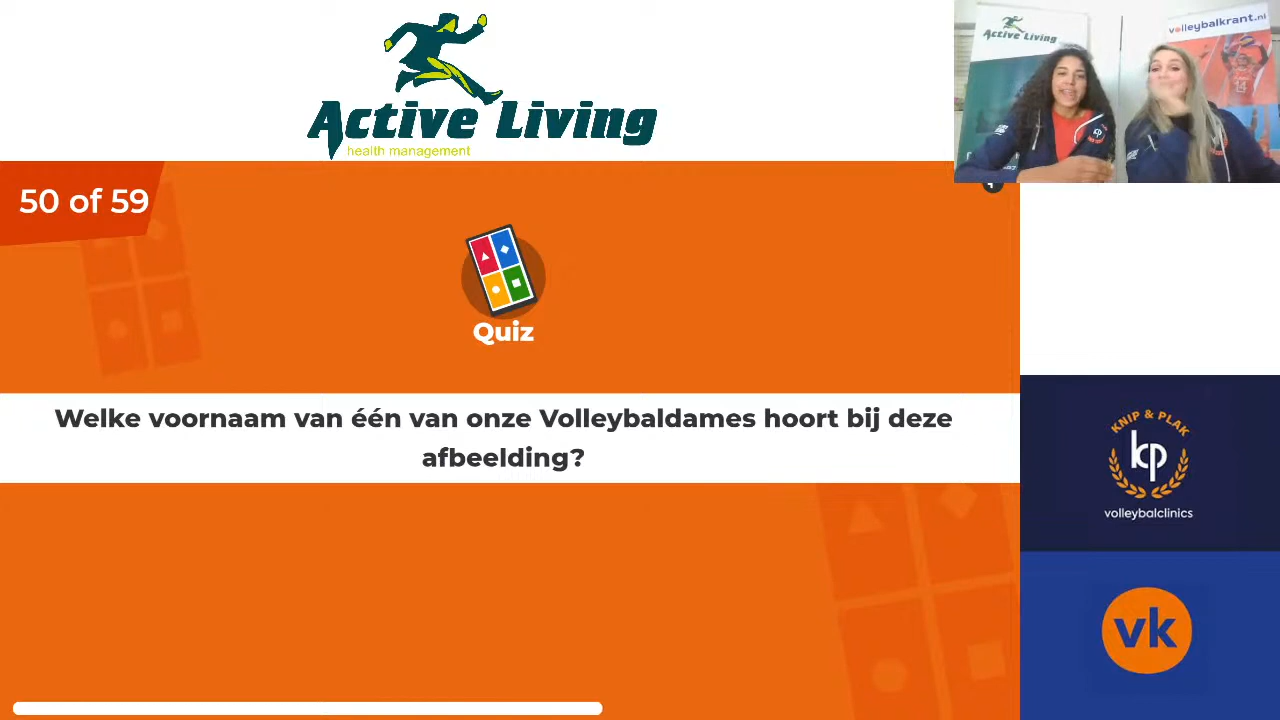 Active Living
health management
Active Living
volleybalkrant.nl
14
50 of 59
Quiz
Welke voornaam van één van onze Volleybaldames hoort bij deze
afbeelding?
KNIP & PLAK
kp
volleybalclinics
vk